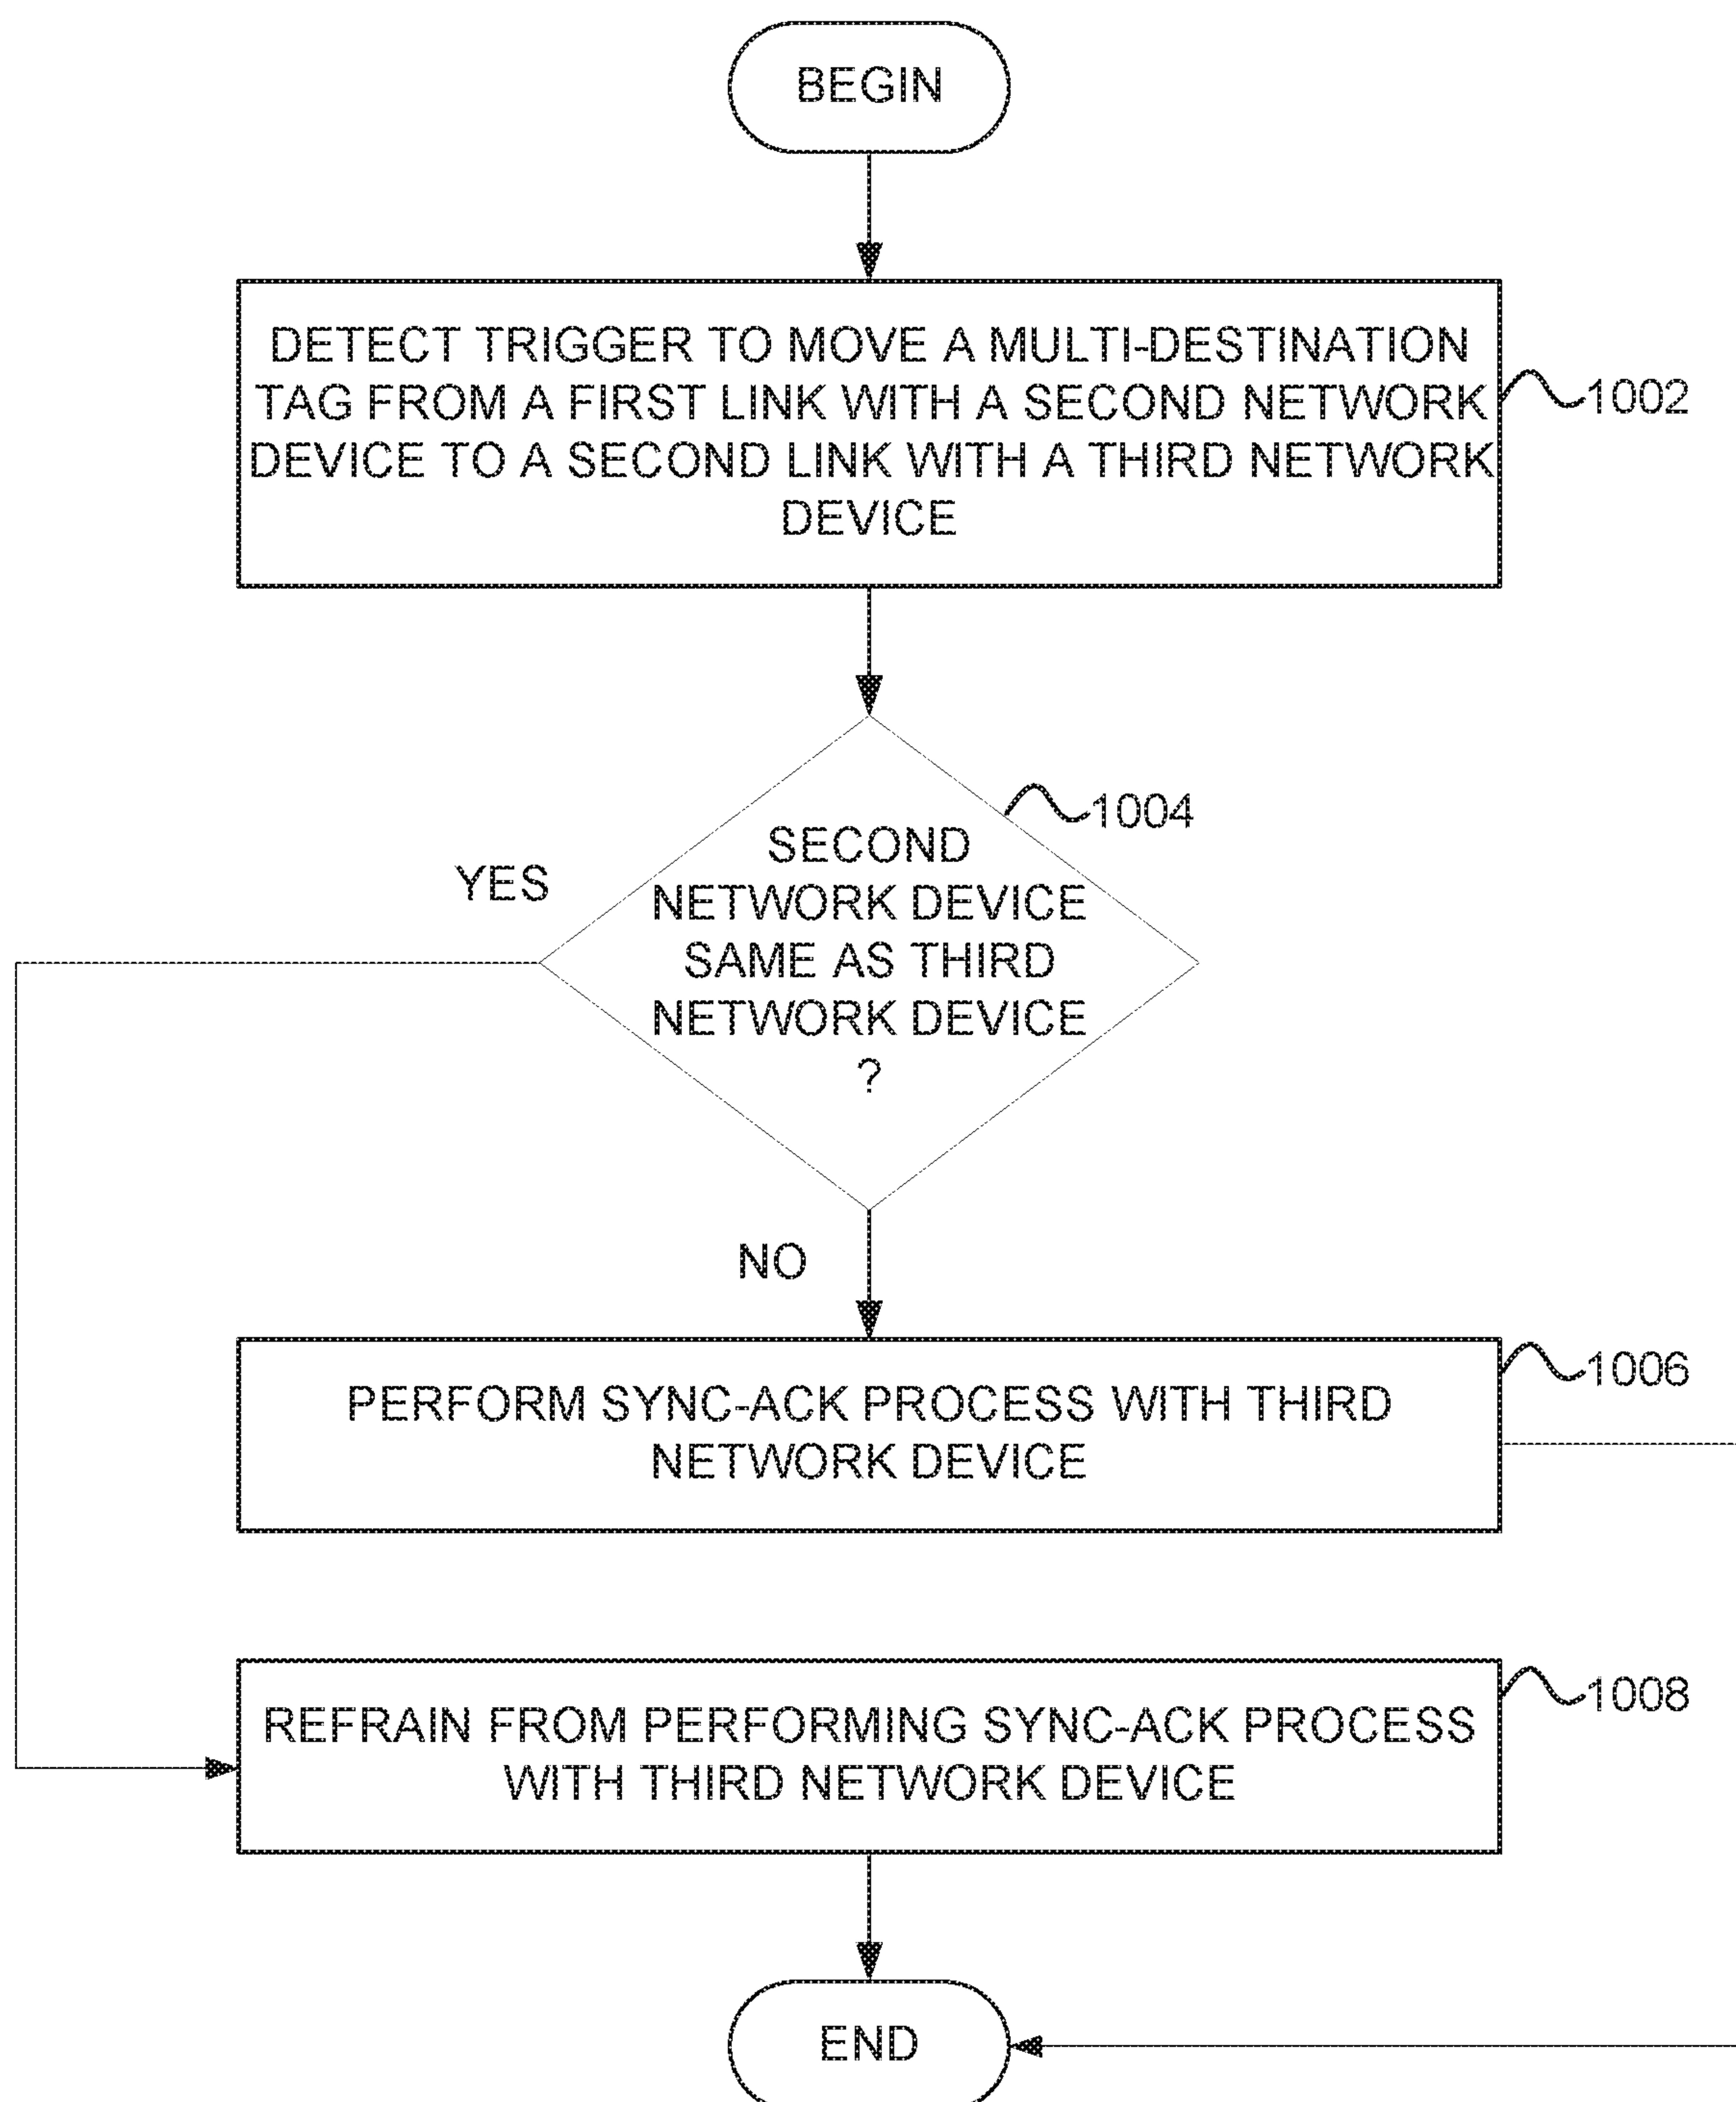 BEGIN
DETECT TRIGGER TO MOVE A MULTI-DESTINATION
TAG FROM A FIRST LINK WITH A SECOND NETWORK
DEVICE TO A SECOND LINK WITH A THIRD NETWORK
DEVICE
1002
1004
SECOND
NETWORK DEVICE
SAME AS THIRD
NETWORK DEVICE
?
YES
NO
PERFORM SYNC-ACK PROCESS WITH THIRD
NETWORK DEVICE
1006
REFRAIN FROM PERFORMING SYNC-ACK PROCESS
WITH THIRD NETWORK DEVICE
1008
END